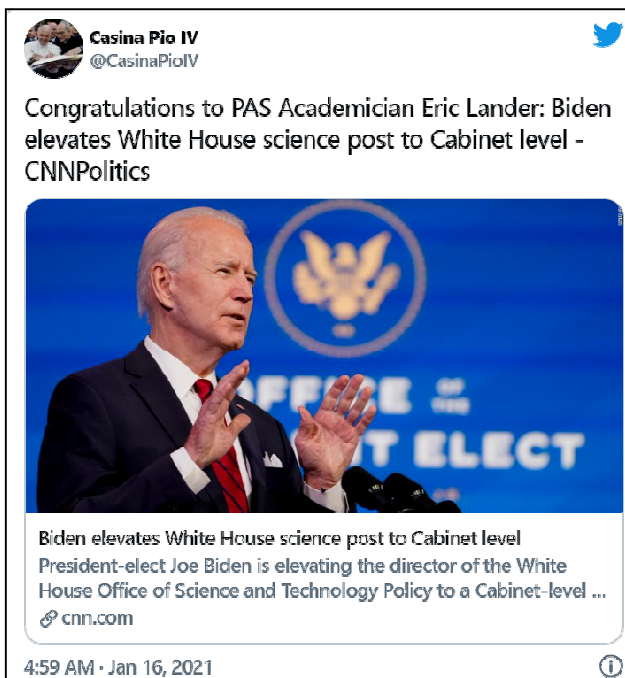 Casina Pio IV
@CasinaPioIV
Congratulations to PAS Academician Eric Lander: Biden
elevates White House science post to Cabinet level -
CNNPolitics
OFFICE OF
THE
T ELECT
Biden elevates White House science post to Cabinet level
President-elect Joe Biden is elevating the director of the White
House Office of Science and Technology Policy to a Cabinet-level ...
cnn.com
4:59 AM · Jan 16, 2021